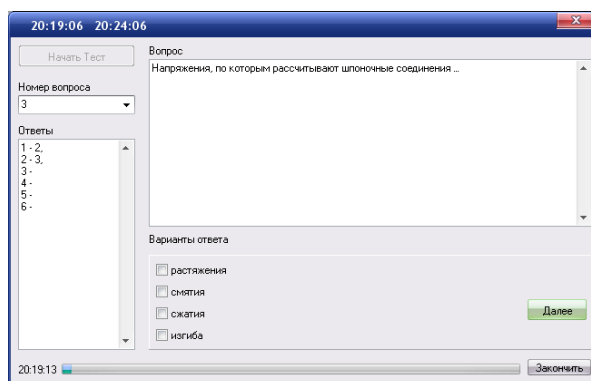 20:19:06 20:24:06
Начать Тест
Номер вопроса
3
Ответы
1 - 2,
2 - 3,
3 -
4 -
5 -
6 -
Вопрос
Напряжения, по которым рассчитывают шпоночные соединения ...
Варианты ответа
растяжения
смятия
сжатия
изгиба
Далее
20:19:13
Закончить